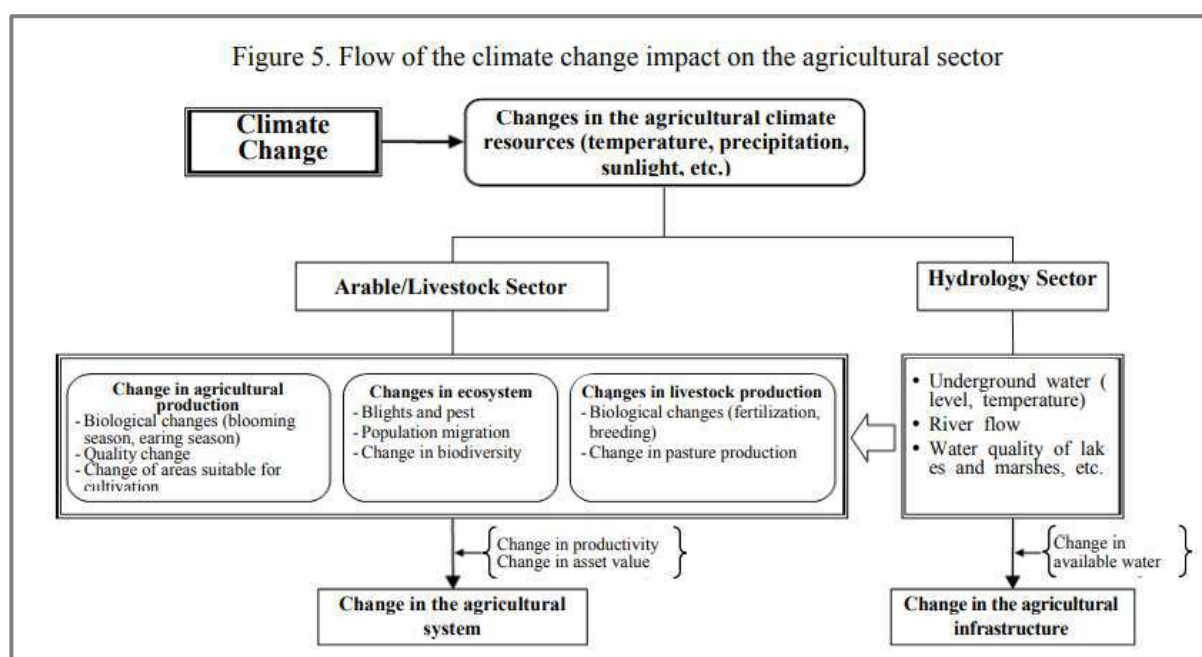 Figure 5. Flow of the climate change impact on the agricultural sector
Climate
Change
Changes in the agricultural climate
resources (temperature, precipitation,
sunlight, etc.)
Arable/Livestock Sector
Hydrology Sector
Change in agricultural
production
- Biological changes (blooming
season, earing season)
- Quality change
- Change of areas suitable for
cultivation
Changes in ecosystem
- Blights and pest
- Population migration
- Change in biodiversity
Changes in livestock production
- Biological changes (fertilization,
breeding)
- Change in pasture production
• Underground water (
level, temperature)
• River flow
• Water quality of lak
es and marshes, etc.
Change in productivity
Change in asset value
Change in
available water
Change in the agricultural
system
Change in the agricultural
infrastructure